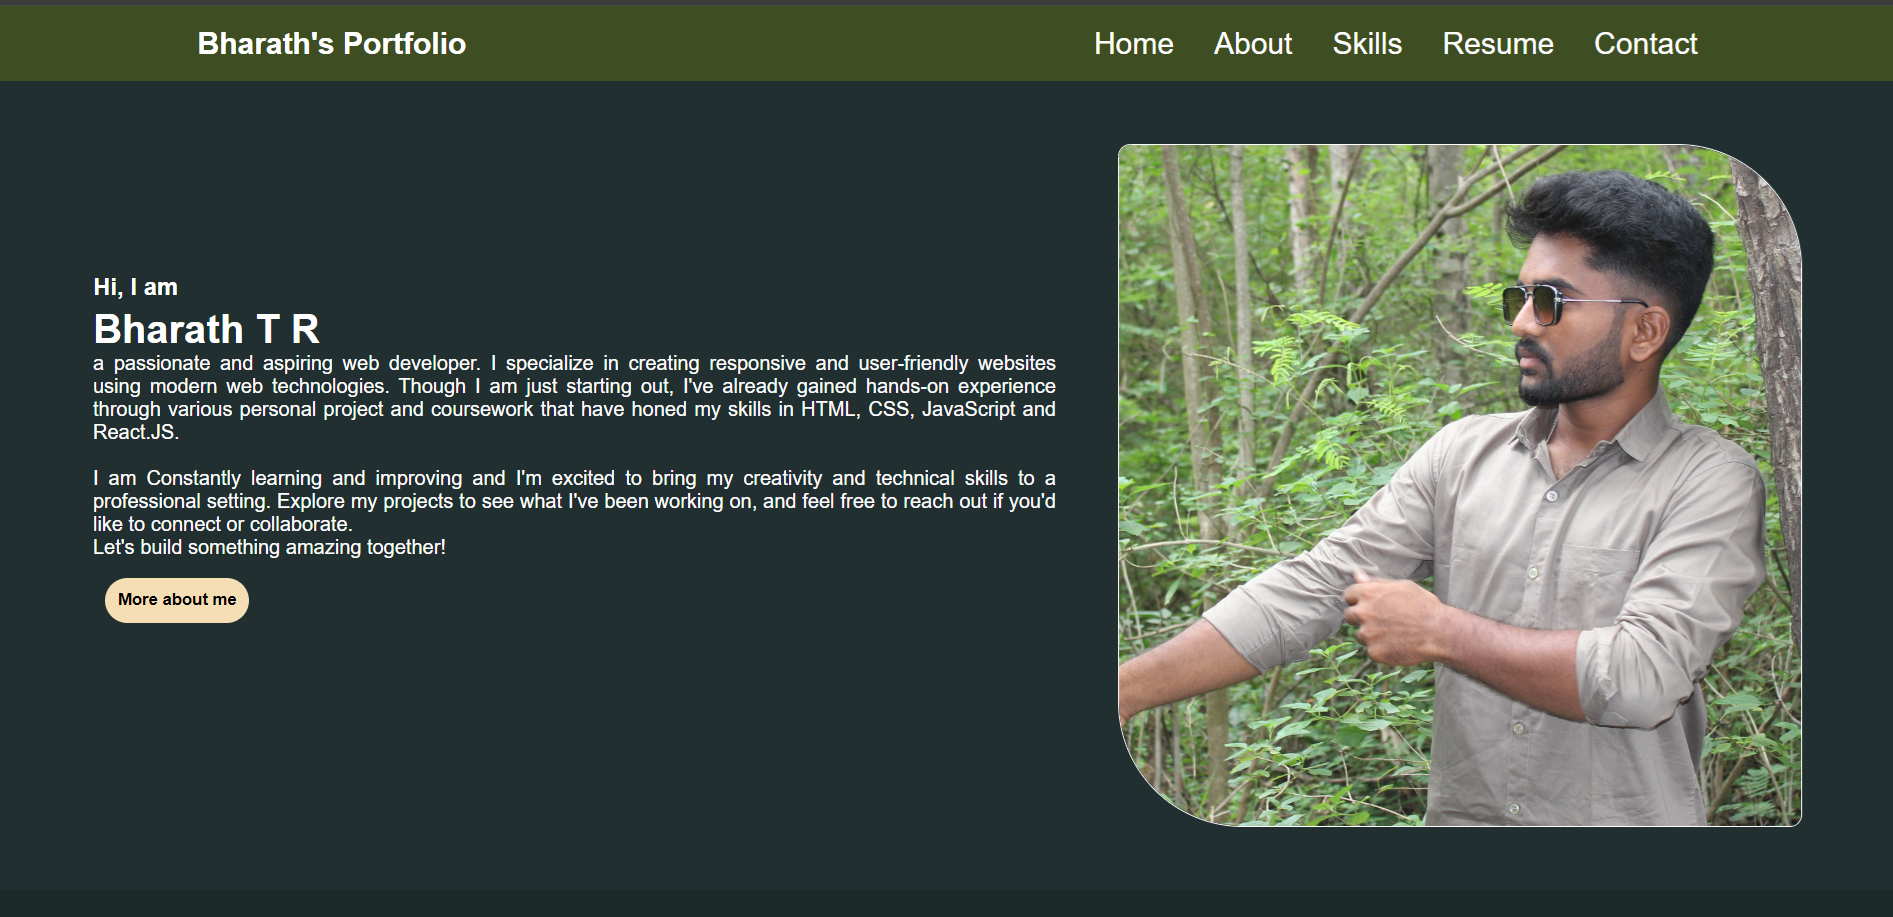 Bharath's Portfolio
Home About Skills Resume Contact
Hi, I am
Bharath T R
a passionate and aspiring web developer. I specialize in creating responsive and user-friendly websites
using modern web technologies. Though I am just starting out, I've already gained hands-on experience
through various personal project and coursework that have honed my skills in HTML, CSS, JavaScript and
React.JS.
I am Constantly learning and improving and I'm excited to bring my creativity and technical skills to a
professional setting. Explore my projects to see what I've been working on, and feel free to reach out if you'd
like to connect or collaborate.
Let's build something amazing together!
More about me